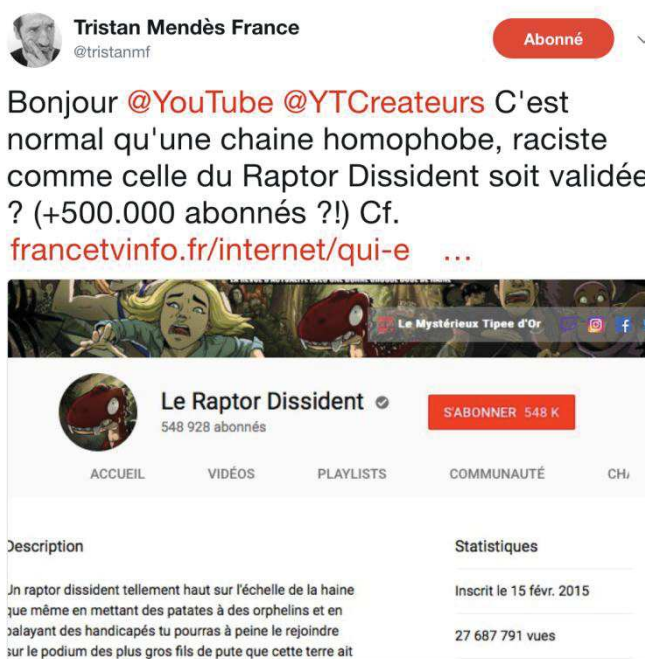 Tristan Mendès France
@tristanmf
Abonné
Bonjour @YouTube @YTCreateurs C'est
normal qu'une chaine homophobe, raciste
comme celle du Raptor Dissident soit validée
? (+500.000 abonnés ?!) Cf.
francetvinfo.fr/internet/qui-e ...
Le Mystérieux Tipee d'Or
Le Raptor Dissident
548 928 abonnés
S'ABONNER 548 K
ACCUEIL VIDÉOS PLAYLISTS COMMUNAUTÉ CHA
Description
Statistiques
Un raptor dissident tellement haut sur l'échelle de la haine
que même en mettant des patates à des orphelins et en
balayant des handicapés tu pourras à peine le rejoindre
sur le podium des plus gros fils de pute que cette terre ait
Inscrit le 15 févr. 2015
27 687 791 vues